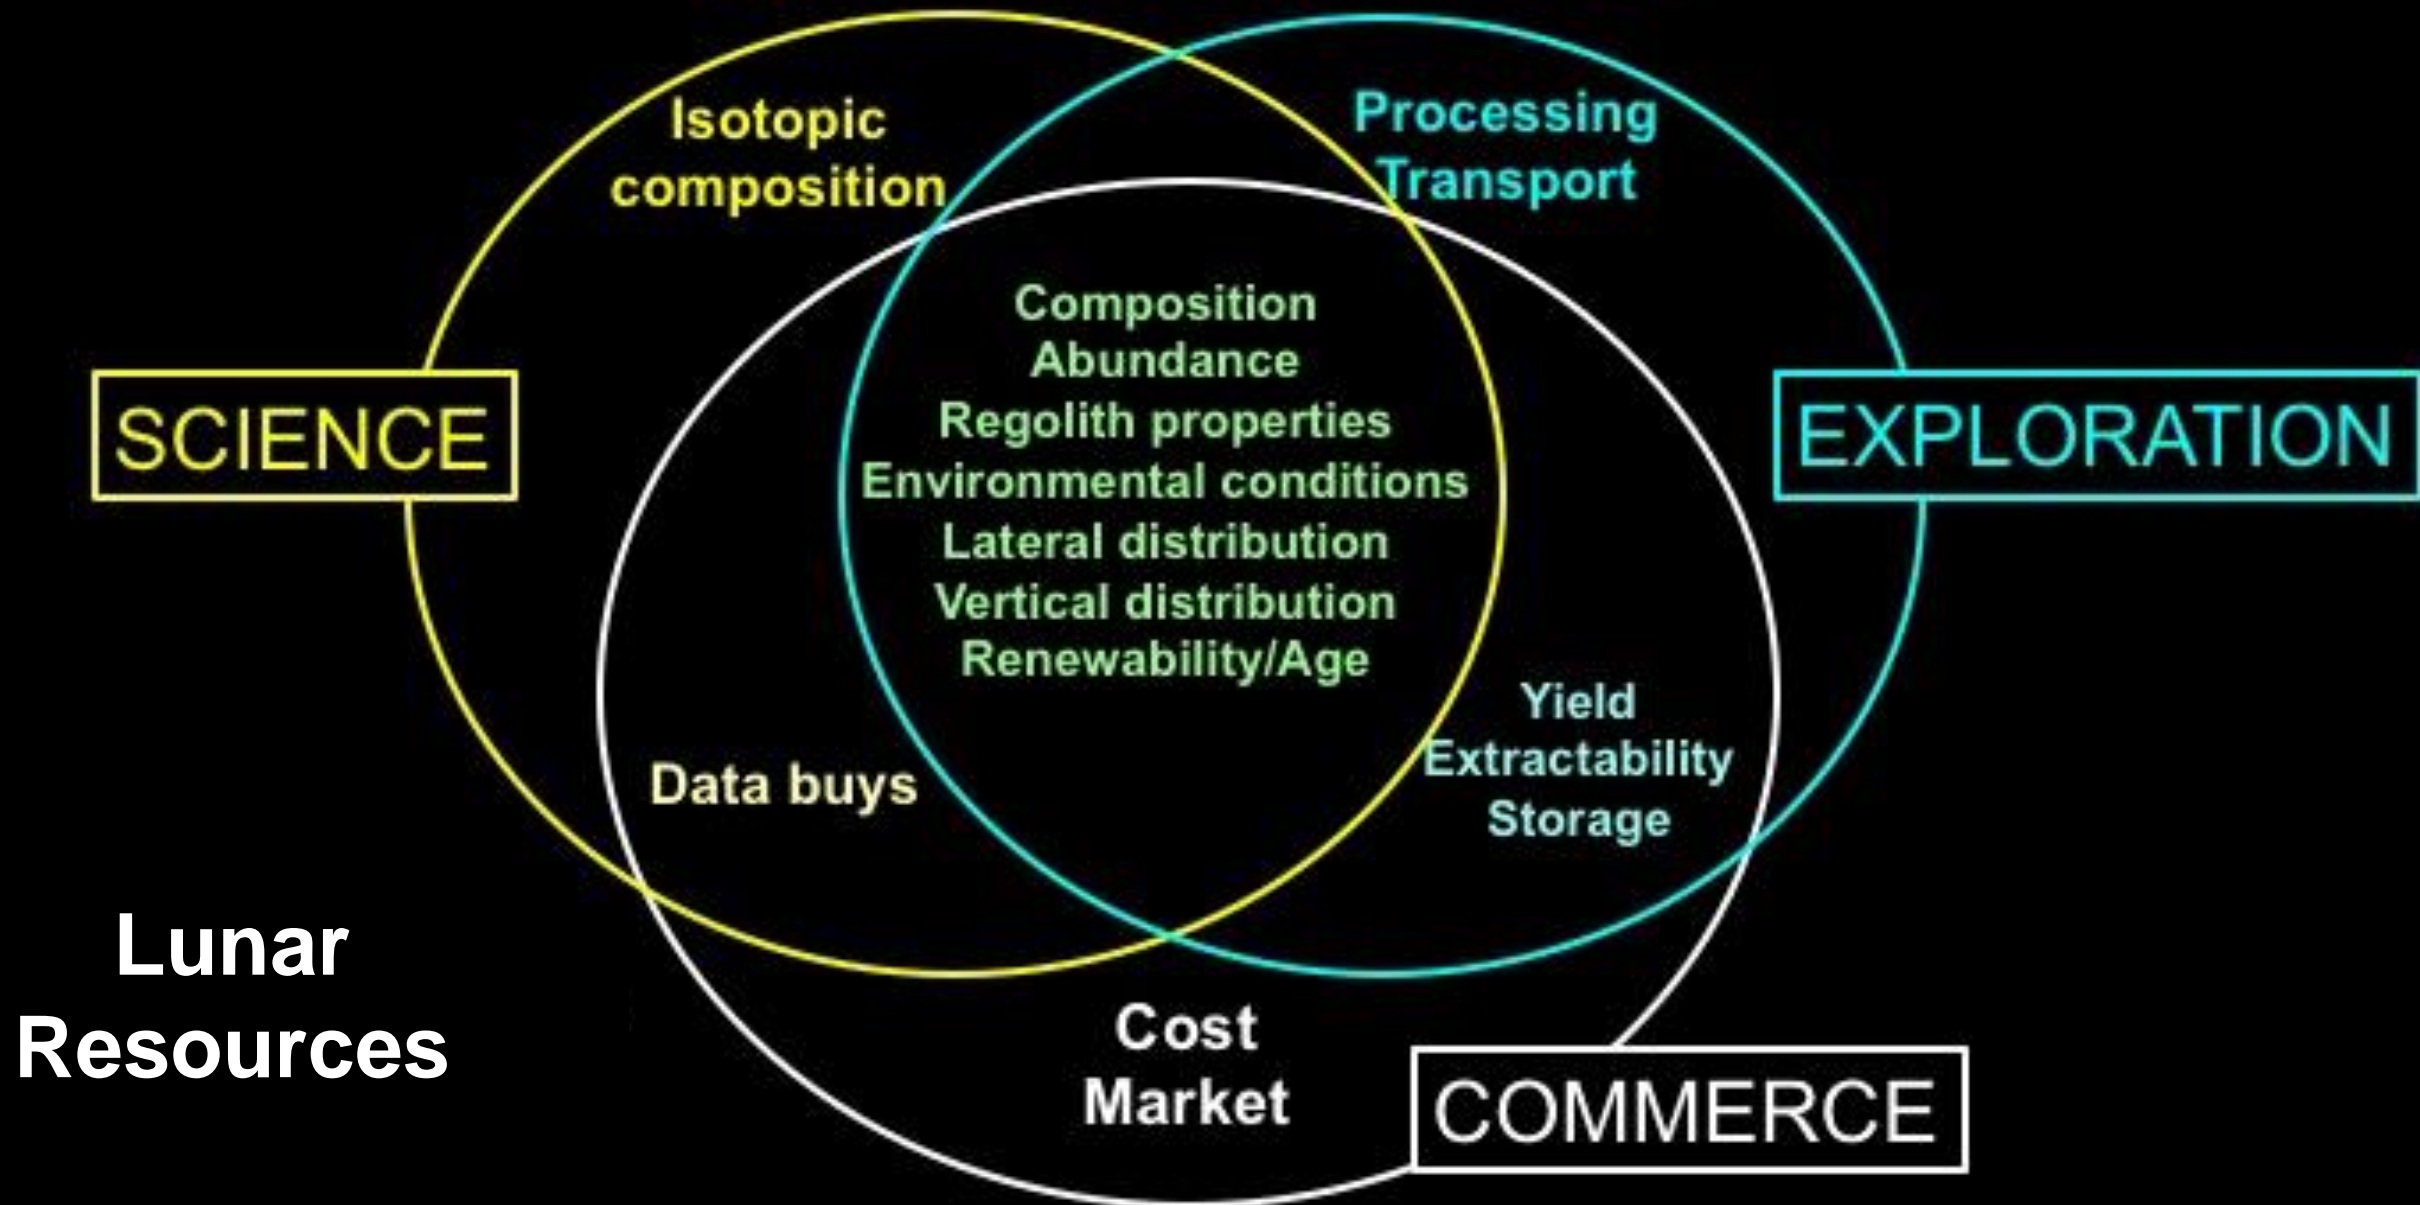 Isotopic
composition
Processing
Transport
SCIENCE
EXPLORATION
Composition
Abundance
Regolith properties
Environmental conditions
Lateral distribution
Vertical distribution
Renewability/Age
Data buys
Yield
Extractability
Storage
Lunar
Resources
Cost
Market
COMMERCE